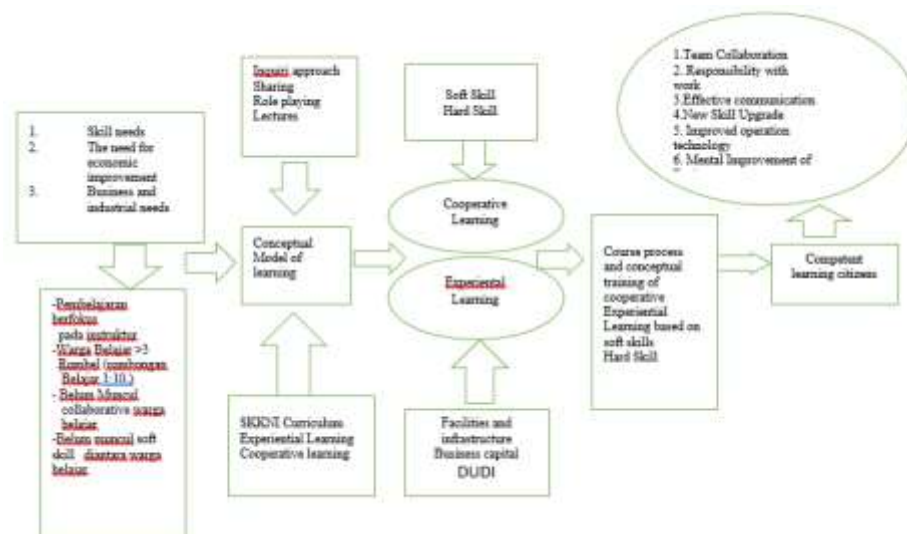 1. Skill needs
2. The need for
economic
improvement
3. Business and
industrial needs
-Pembelajaran
berfokus
pada instruktur
-Warga Belajar >3
Rombel (rombongan
Belajar 1-10.)
- Belum Muncul
collaborative warga
belajar
-Belum muncul soft
skill diantara warga
belajar
Inquiri approach
Sharing
Role playing
Lectures
Conceptual
Model of
learning
SKKNI Curriculum
Experiential Learning
Cooperative learning
Soft Skill
Hard Skill
Cooperative
Learning
Experiental
Learning
Facilities and
infrastructure
Business capital
DUDI
Course process
and conceptual
training of
cooperative
Experiential
Learning based on
soft skills
Hard Skill
1.Team Collaboration
2. Responsibility with
work
3.Effective communication
4.New Skill Upgrade
5. Improved operation
technology
6. Mental Improvement of
Competent
learning citizens